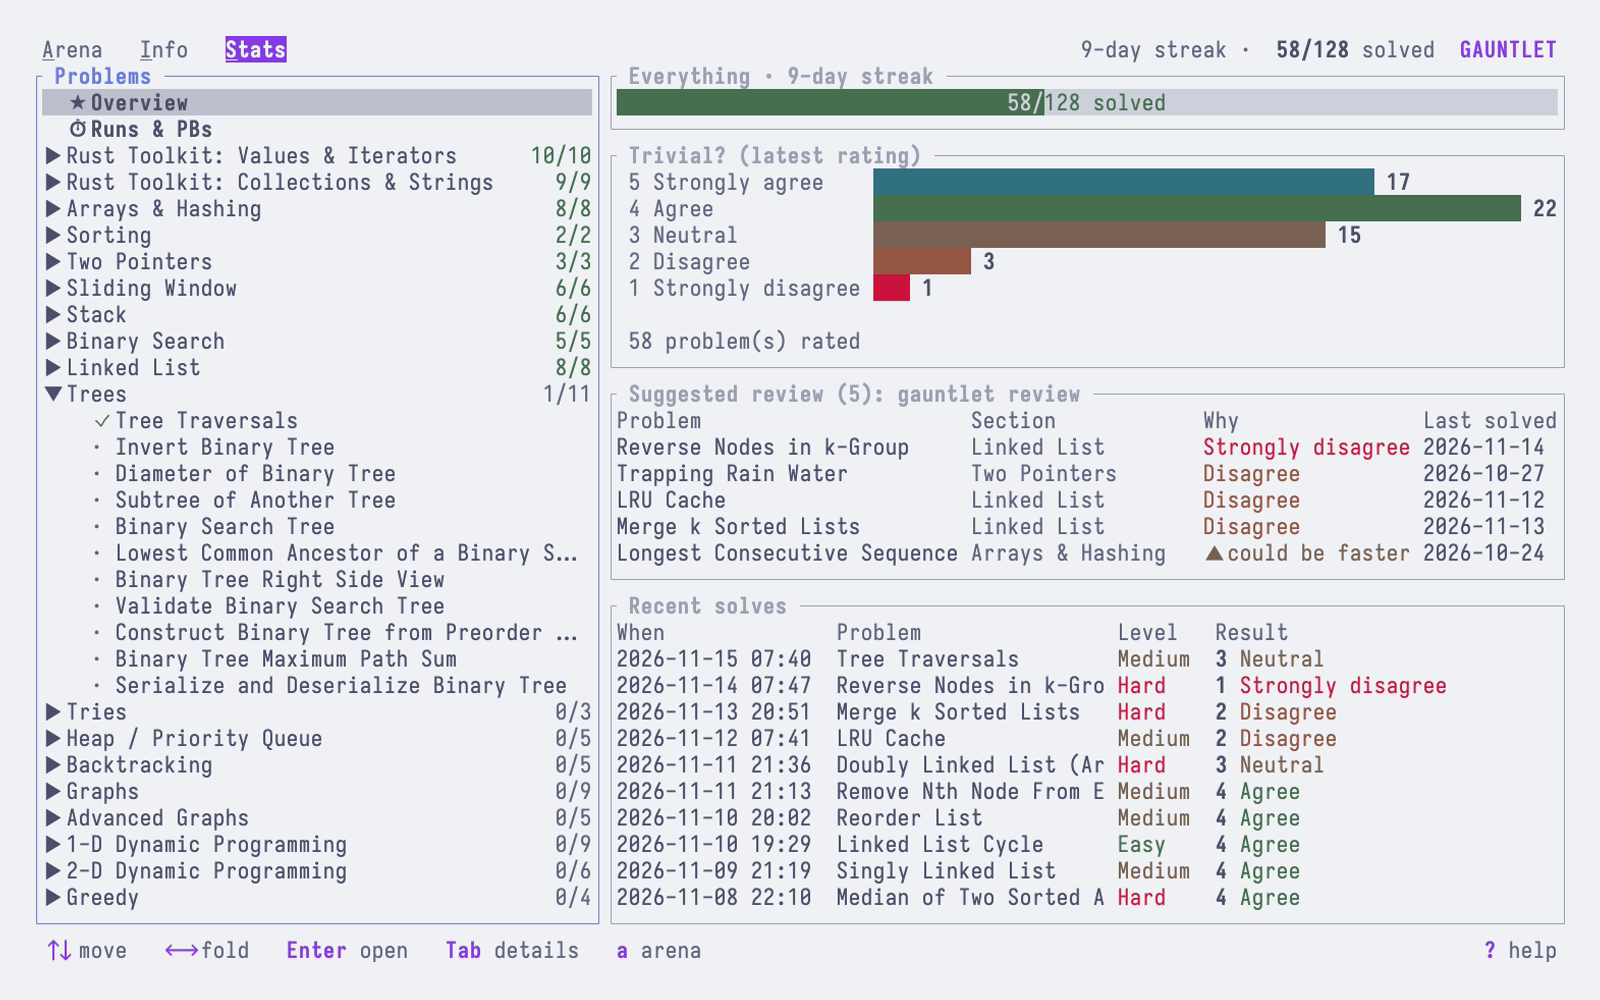 Arena Info Stats 9-day streak · 58/128 solved GAUNTLET
Problems
★ Overview
⏱ Runs & PBs
▶ Rust Toolkit: Values & Iterators 10/10
▶ Rust Toolkit: Collections & Strings 9/9
▶ Arrays & Hashing 8/8
▶ Sorting 2/2
▶ Two Pointers 3/3
▶ Sliding Window 6/6
▶ Stack 6/6
▶ Binary Search 5/5
▶ Linked List 8/8
▼ Trees 1/11
✓ Tree Traversals
· Invert Binary Tree
· Diameter of Binary Tree
· Subtree of Another Tree
· Binary Search Tree
· Lowest Common Ancestor of a Binary S...
· Binary Tree Right Side View
· Validate Binary Search Tree
· Construct Binary Tree from Preorder ...
· Binary Tree Maximum Path Sum
· Serialize and Deserialize Binary Tree
▶ Tries 0/3
▶ Heap / Priority Queue 0/5
▶ Backtracking 0/5
▶ Graphs 0/9
▶ Advanced Graphs 0/5
▶ 1-D Dynamic Programming 0/9
▶ 2-D Dynamic Programming 0/6
▶ Greedy 0/4
Everything · 9-day streak
58/128 solved
Trivial? (latest rating)
5 Strongly agree 17
4 Agree 22
3 Neutral 15
2 Disagree 3
1 Strongly disagree 1
58 problem(s) rated
Suggested review (5): gauntlet review
Problem Section Why Last solved
Reverse Nodes in k-Group Linked List Strongly disagree 2026-11-14
Trapping Rain Water Two Pointers Disagree 2026-10-27
LRU Cache Linked List Disagree 2026-11-12
Merge k Sorted Lists Linked List Disagree 2026-11-13
Longest Consecutive Sequence Arrays & Hashing ▲ could be faster 2026-10-24
Recent solves
When Problem Level Result
2026-11-15 07:40 Tree Traversals Medium 3 Neutral
2026-11-14 07:47 Reverse Nodes in k-Gro Hard 1 Strongly disagree
2026-11-13 20:51 Merge k Sorted Lists Hard 2 Disagree
2026-11-12 07:41 LRU Cache Medium 2 Disagree
2026-11-11 21:36 Doubly Linked List (Ar Hard 3 Neutral
2026-11-11 21:13 Remove Nth Node From E Medium 4 Agree
2026-11-10 20:02 Reorder List Medium 4 Agree
2026-11-10 19:29 Linked List Cycle Easy 4 Agree
2026-11-09 21:19 Singly Linked List Medium 4 Agree
2026-11-08 22:10 Median of Two Sorted A Hard 4 Agree
↑↓ move ←→ fold Enter open Tab details a arena ? help